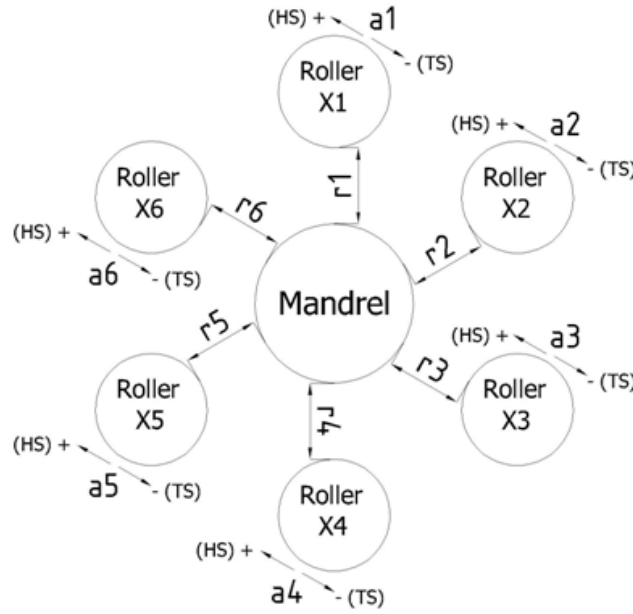 (HS) + a1 - (TS)
Roller
X1
r1
(HS) + a2 - (TS)
Roller
X2
r2
Roller
X6
r6
(HS) + a6 - (TS)
Mandrel
(HS) + a3 - (TS)
Roller
X3
r3
r5
Roller
X5
(HS) + a5 - (TS)
r4
Roller
X4
(HS) + a4 - (TS)